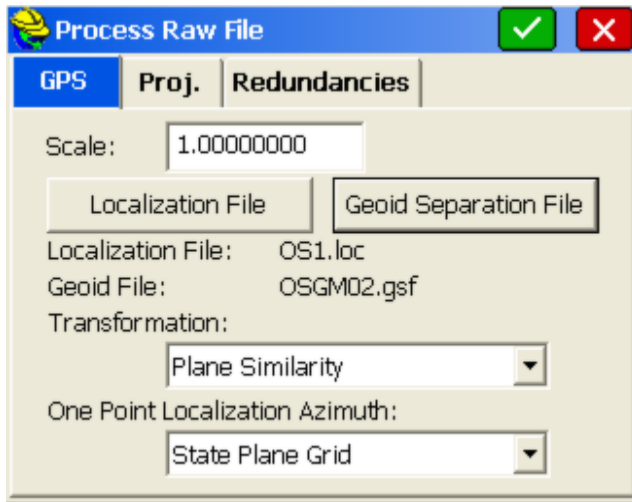 Process Raw File
GPS Proj. Redundancies
Scale: 1.00000000
Localization File Geoid Separation File
Localization File: OS1.loc
Geoid File: OSGM02.gsf
Transformation:
Plane Similarity
One Point Localization Azimuth:
State Plane Grid